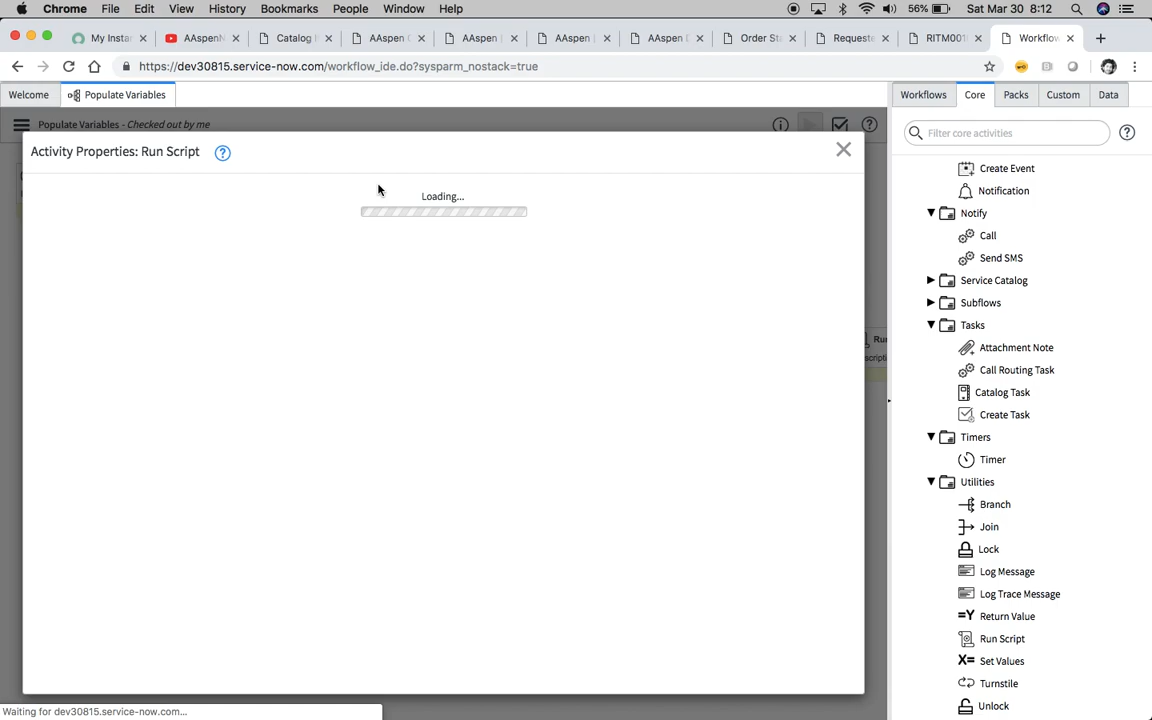 Chrome File Edit View History Bookmarks People Window Help 56% Sat Mar 30 8:12
My Insta AAspenN Catalog I AAspen C AAspen AAspen AAspen D Order Sta Requeste RITM001 Workflow
https://dev30815.service-now.com/workflow_ide.do?sysparm_nostack=true
Welcome Populate Variables Workflows Core Packs Custom Data
Populate Variables - Checked out by me
Filter core activities
Activity Properties: Run Script
Loading...
Create Event
Notification
Notify
Call
Send SMS
Service Catalog
Subflows
Tasks
Run
Attachment Note
scripti
Call Routing Task
Catalog Task
Create Task
Timers
Timer
Utilities
Branch
Join
Lock
Log Message
Log Trace Message
=Y Return Value
Run Script
X= Set Values
Turnstile
Unlock
Waiting for dev30815.service-now.com...